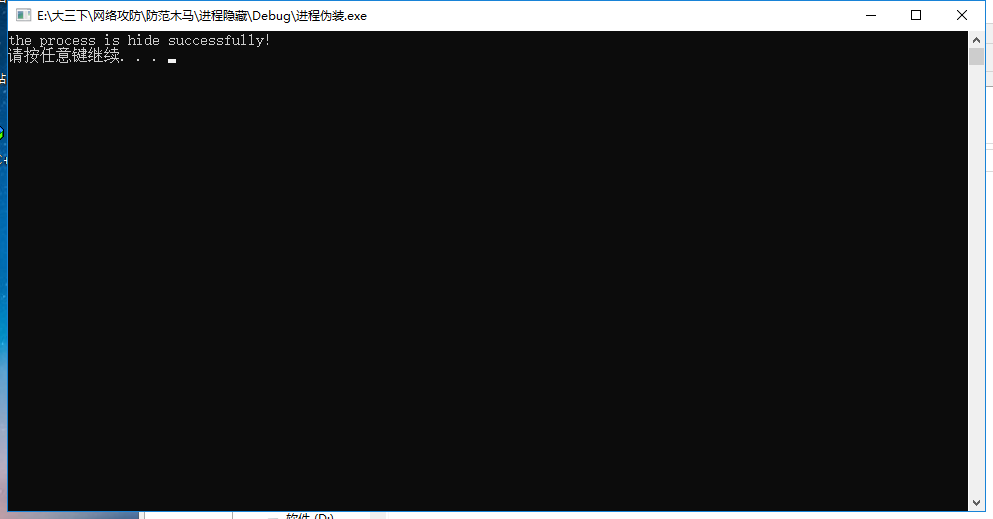 E:\大三下\网络攻防\防范木马\进程隐藏\Debug\进程伪装.exe
the process is hide successfully!
请按任意键继续. . .
软件 (D:)